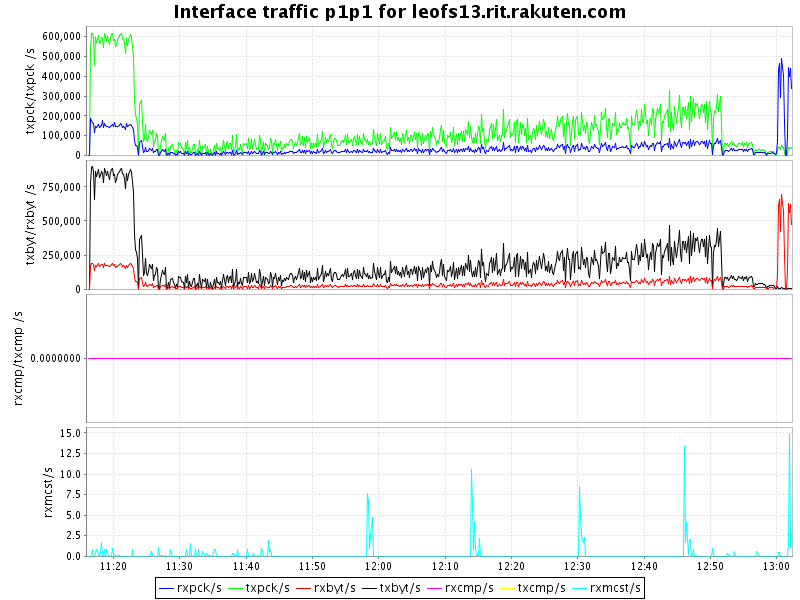 Interface traffic p1p1 for leofs13.rit.rakuten.com
txpck/txpck /s
600,000
500,000
400,000
300,000
200,000
100,000
0
txbyt/rxbyt /s
750,000
500,000
250,000
0
rxcmp/txcmp /s
0.0000000
rxmcst/s
15.0
12.5
10.0
7.5
5.0
2.5
0.0
11:20 11:30 11:40 11:50 12:00 12:10 12:20 12:30 12:40 12:50 13:00
rxpck/s txpck/s rxbyt/s txbyt/s rxcmp/s txcmp/s rxmcst/s